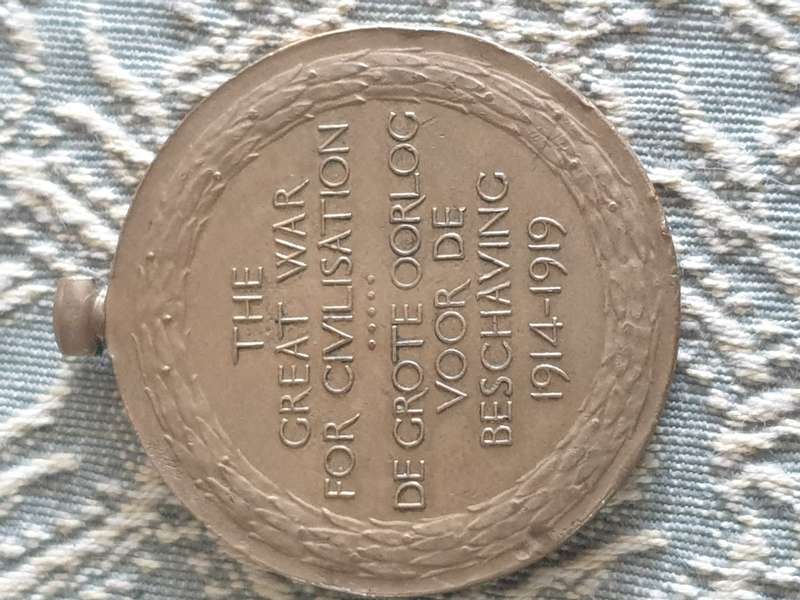 THE
GREAT WAR
FOR CIVILISATION
.....
DE GROTE OORLOG
VOOR DE
BESCHAVING
1914-1919